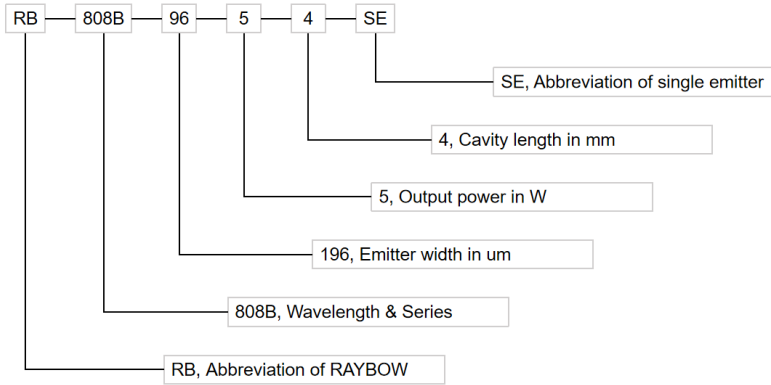 RB 808B 96 5 4 SE
SE, Abbreviation of single emitter
4, Cavity length in mm
5, Output power in W
196, Emitter width in um
808B, Wavelength & Series
RB, Abbreviation of RAYBOW